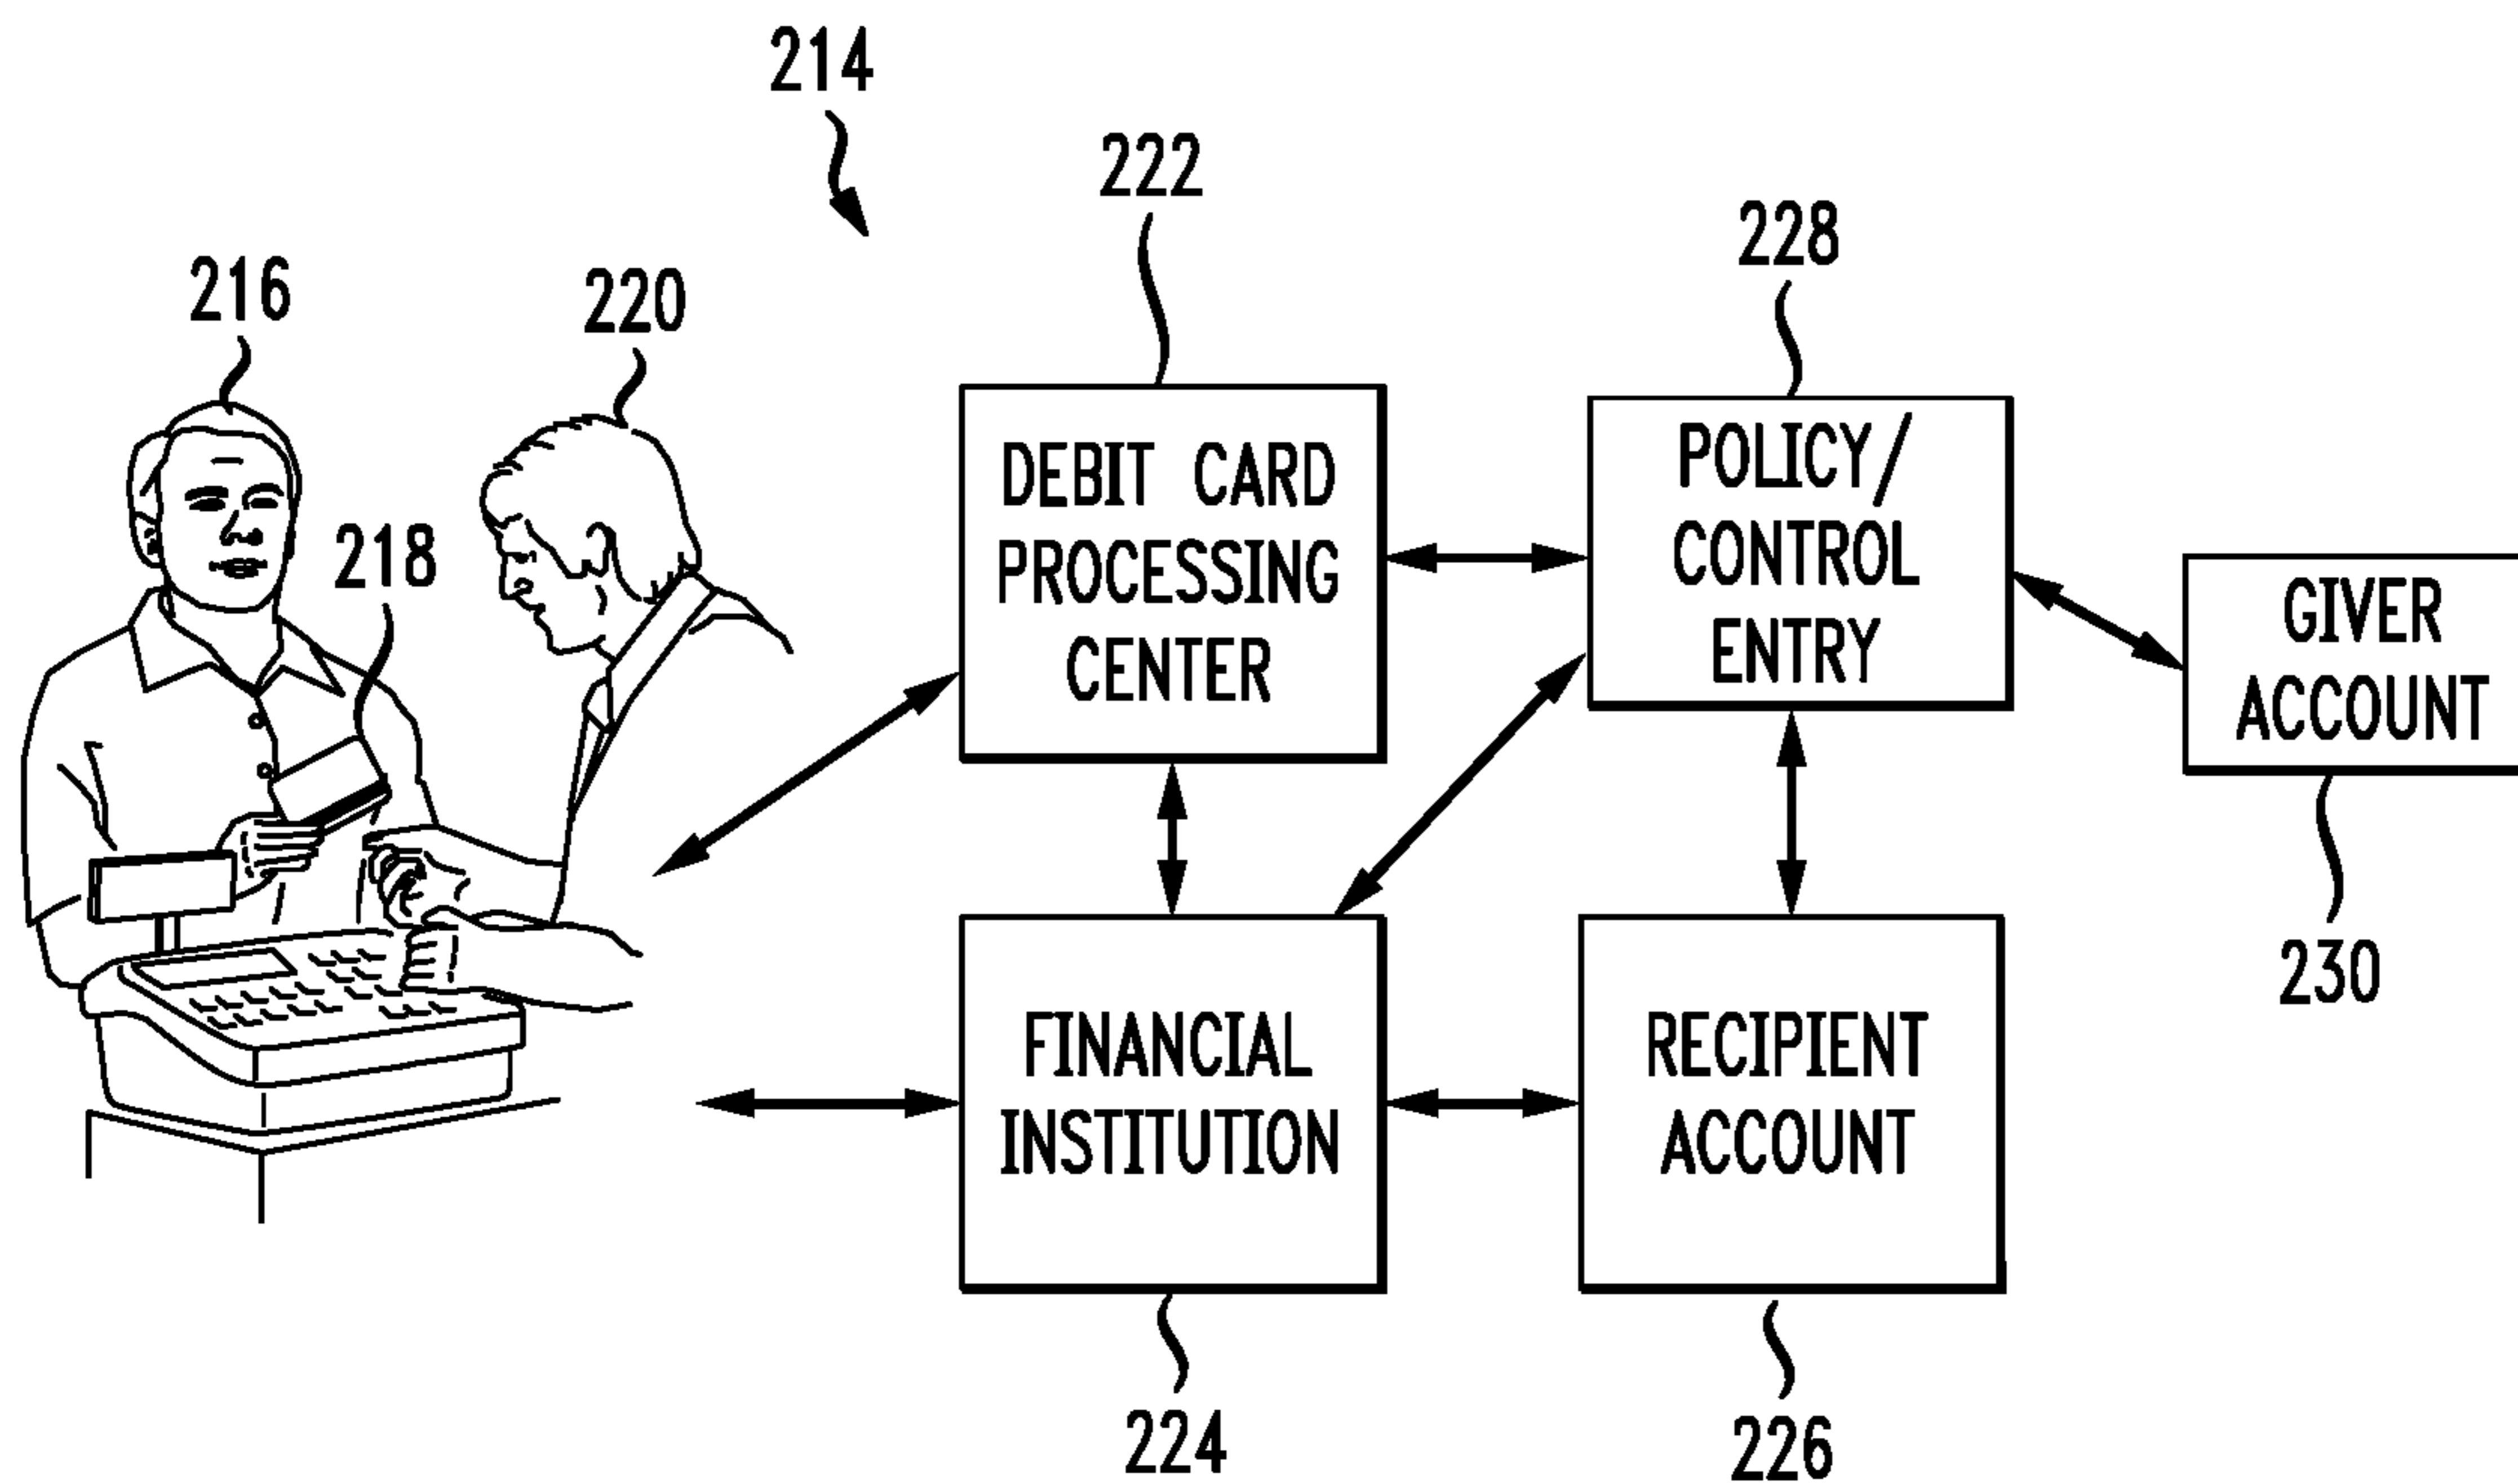 214
222
228
216
220
218
DEBIT CARD
PROCESSING
CENTER
POLICY/
CONTROL
ENTRY
GIVER
ACCOUNT
230
FINANCIAL
INSTITUTION
RECIPIENT
ACCOUNT
224
226